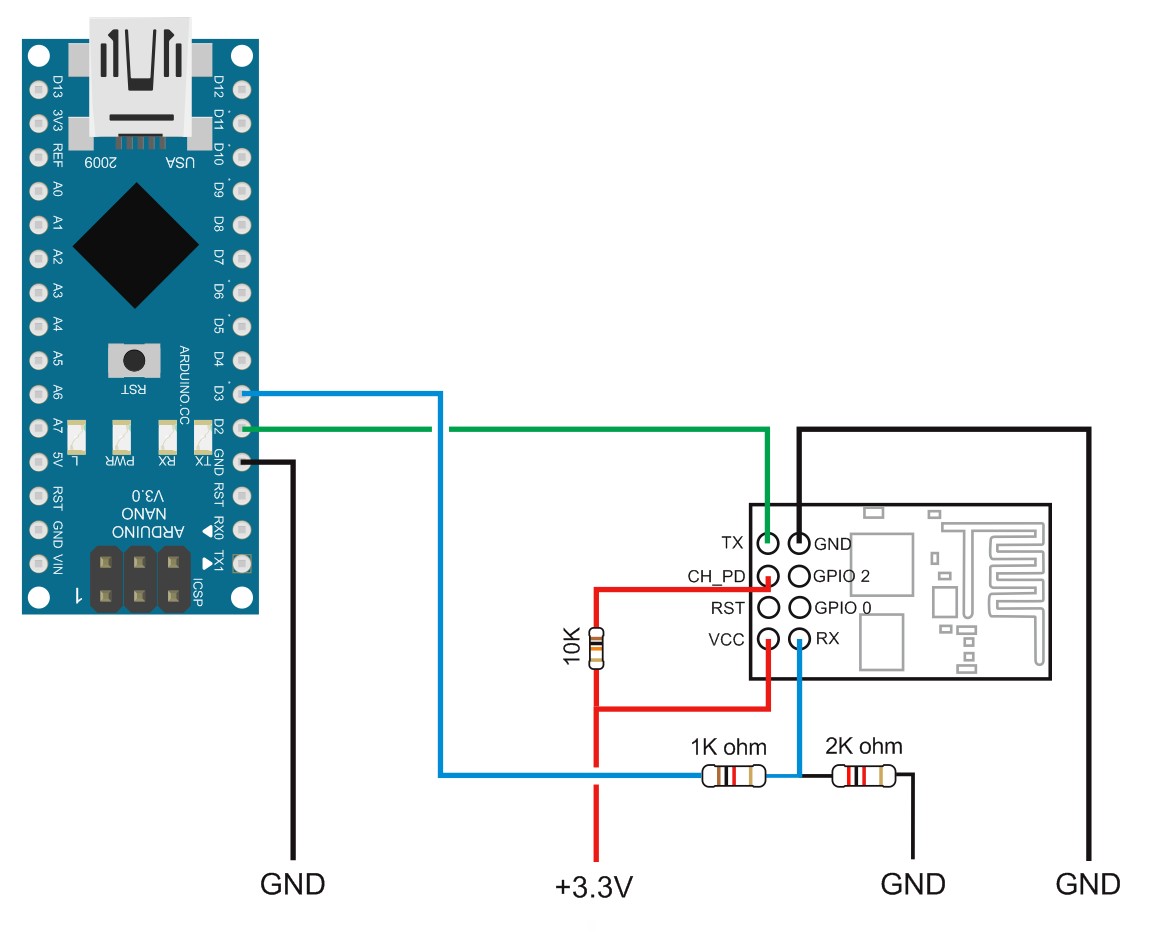 D13
3V3
REF
A0
A1
A2
A3
A4
A5
A6
A7
5V
RST
GND
VIN
D12
D11
D10
D9
D8
D7
D6
D5
D4
D3
D2
GND
RST
RX0
TX1
USA
2009
RST
ARDUINO.CC
TX
RX
PWR
L
ARDUINO
NANO
V3.0
ICSP
1
TX
GND
CH_PD
GPIO 2
RST
GPIO 0
VCC
RX
10K
1K ohm
2K ohm
GND
+3.3V
GND
GND